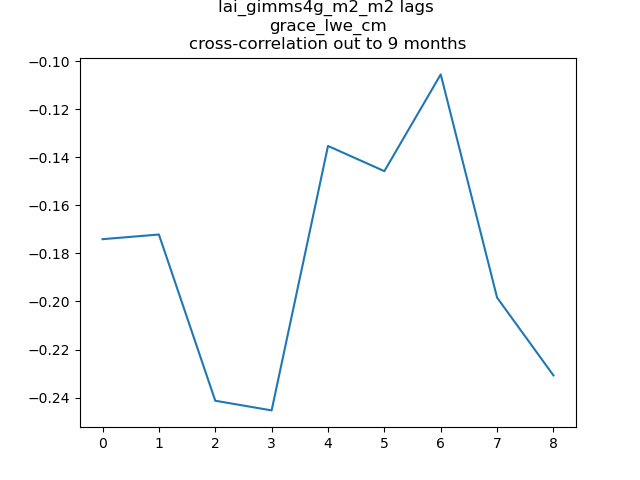 lai_gimms4g_m2_m2 lags
grace_lwe_cm
cross-correlation out to 9 months
−0.10
−0.12
−0.14
−0.16
−0.18
−0.20
−0.22
−0.24
0 1 2 3 4 5 6 7 8